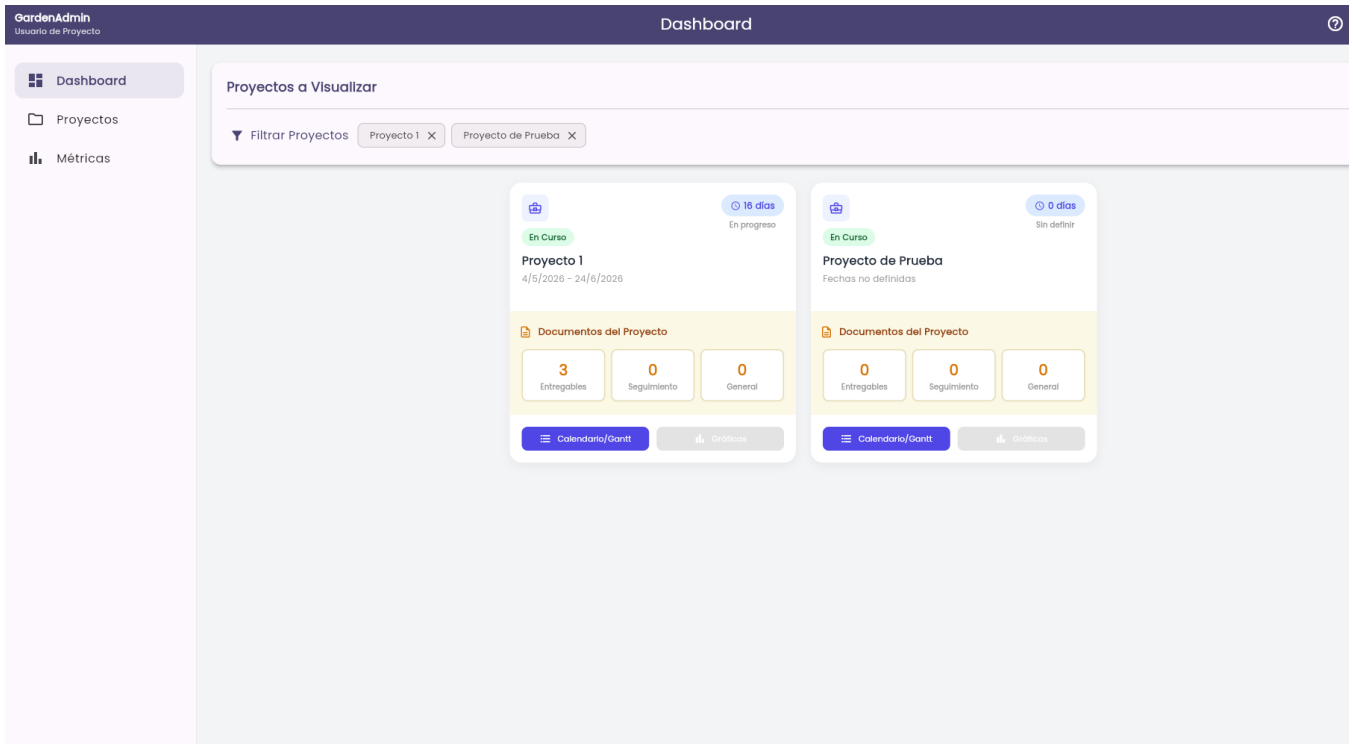 GardenAdmin
Usuario de Proyecto
Dashboard
Dashboard
Proyectos
Métricas
Proyectos a Visualizar
Filtrar Proyectos
Proyecto 1
Proyecto de Prueba
16 días
En progreso
En Curso
Proyecto 1
4/5/2026 - 24/6/2026
Documentos del Proyecto
3 0 0
Entregables Seguimiento General
Calendario/Gantt Gráficas
0 días
Sin definir
En Curso
Proyecto de Prueba
Fechas no definidas
Documentos del Proyecto
0 0 0
Entregables Seguimiento General
Calendario/Gantt Gráficas